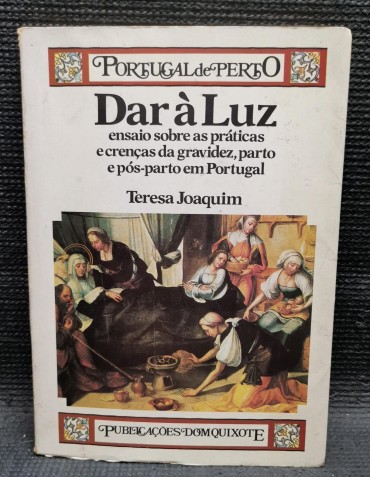 PORTUGAL de PERTO
Dar à Luz
ensaio sobre as práticas
e crenças da gravidez, parto
e pós-parto em Portugal
Teresa Joaquim
PUBLICAÇÕES DOM QUIXOTE